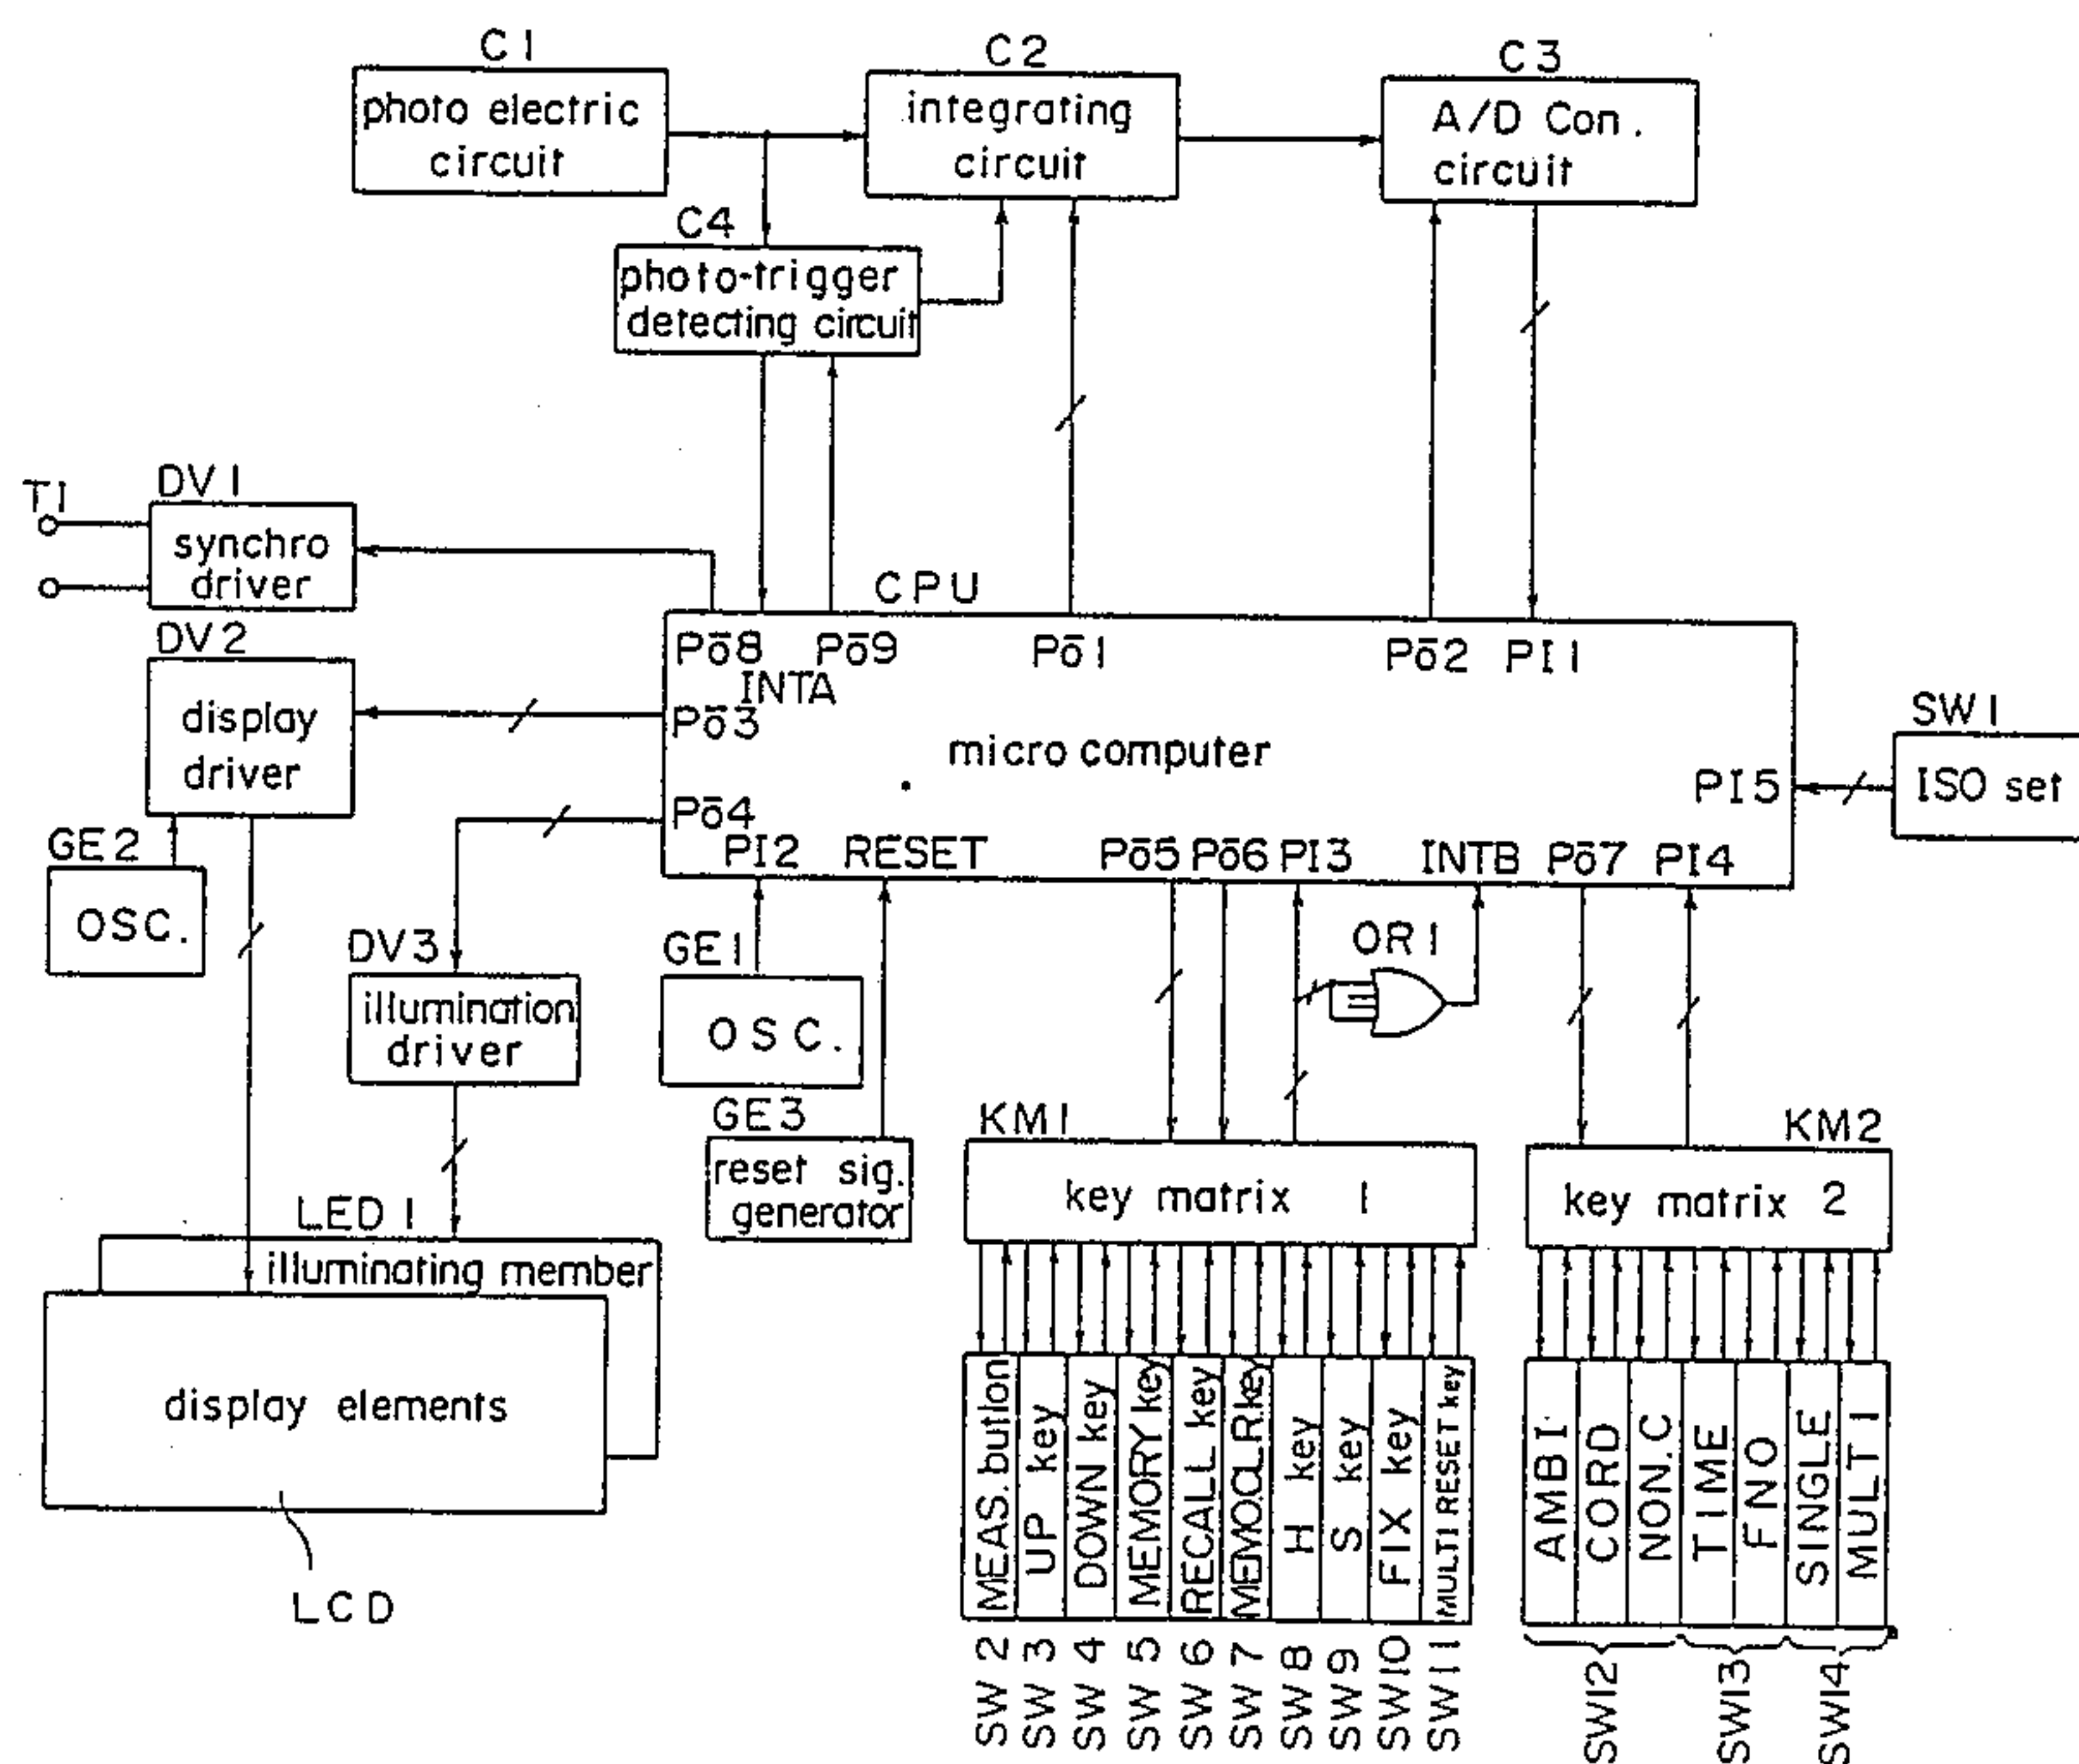 C1
photo electric
circuit
C2
integrating
circuit
C3
A/D Con.
circuit
C4
photo-trigger
detecting circuit
T1
DV1
synchro
driver
CPU
Pō8
Pō9
Pō1
Pō2
PI1
INTA
Pō3
micro computer
Pō4
PI2
RESET
Pō5
Pō6
PI3
INTB
Pō7
PI4
PI5
SW1
ISO set
DV2
display
driver
GE2
OSC.
DV3
illumination
driver
GE1
OSC.
GE3
reset sig.
generator
OR1
KM1
key matrix 1
KM2
key matrix 2
LED1
illuminating member
display elements
LCD
MEAS. button
UP key
DOWN key
MEMORY key
RECALL key
MEMO.CLR.key
H key
S key
FIX key
MULTI RESET key
AMBI
CORD
NON.C
TIME
FNO
SINGLE
MULTI
SW2
SW3
SW4
SW5
SW6
SW7
SW8
SW9
SW10
SW11
SW12
SW13
SW14